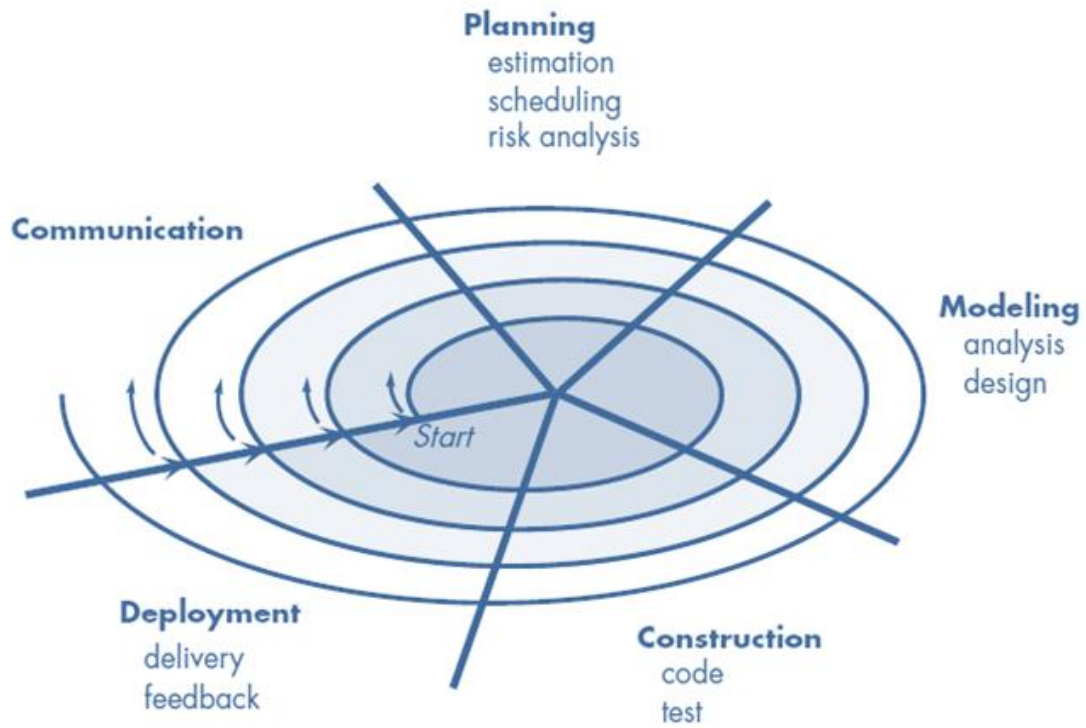 Planning
estimation
scheduling
risk analysis
Communication
Modeling
analysis
design
Start
Deployment
delivery
feedback
Construction
code
test